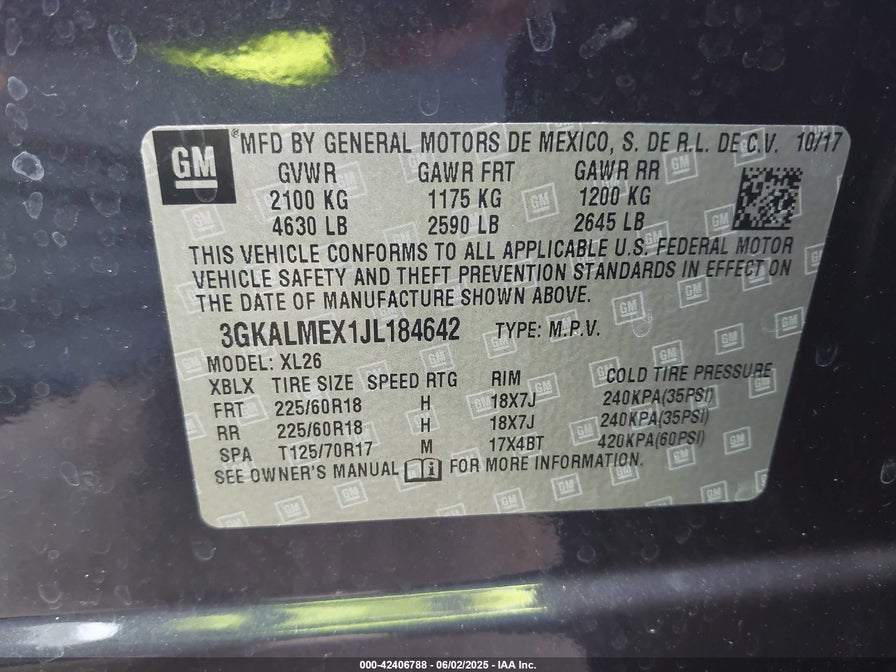 GM
®MFD BY GENERAL MOTORS DE MEXICO, S. DE R.L. DE C.V. 10/17
GVWR GAWR FRT GAWR RR
2100 KG 1175 KG 1200 KG
4630 LB 2590 LB 2645 LB
THIS VEHICLE CONFORMS TO ALL APPLICABLE U.S. FEDERAL MOTOR
VEHICLE SAFETY AND THEFT PREVENTION STANDARDS IN EFFECT ON
THE DATE OF MANUFACTURE SHOWN ABOVE.
3GKALMEX1JL184642 TYPE: M.P.V.
MODEL: XL26
XBLX TIRE SIZE SPEED RTG RIM COLD TIRE PRESSURE
FRT 225/60R18 H 18X7J 240KPA(35PSI)
RR 225/60R18 H 18X7J 240KPA(35PSI)
SPA T125/70R17 M 17X4BT 420KPA(60PSI)
SEE OWNER'S MANUAL FOR MORE INFORMATION.
000-42406788 - 06/02/2025 - IAA Inc.